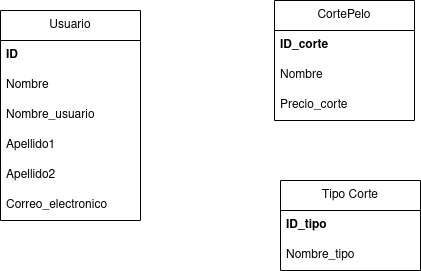 Usuario
ID
Nombre
Nombre_usuario
Apellido1
Apellido2
Correo_electronico
CortePelo
ID_corte
Nombre
Precio_corte
Tipo Corte
ID_tipo
Nombre_tipo